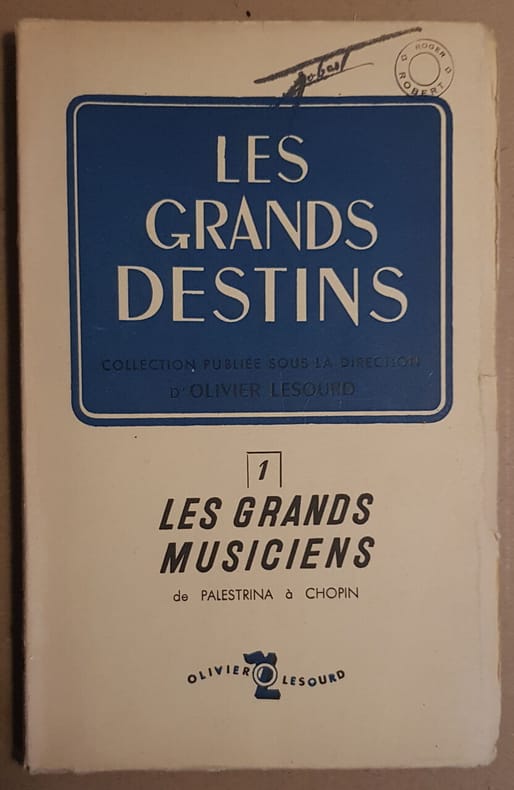 Robert
ROGER
ROBERT
LES
GRANDS
DESTINS
COLLECTION PUBLIÉE SOUS LA DIRECTION
D'OLIVIER LESOURD
1
LES GRANDS
MUSICIENS
de PALESTRINA à CHOPIN
OLIVIER LESOURD